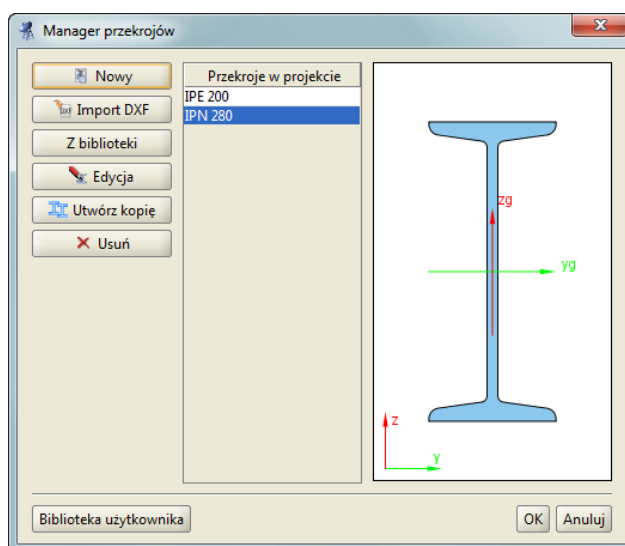 Manager przekrojów
Nowy
Import DXF
Z biblioteki
Edycja
Utwórz kopię
Usuń
Przekroje w projekcie
IPE 200
IPN 280
zg
yg
z
y
Biblioteka użytkownika
OK
Anuluj